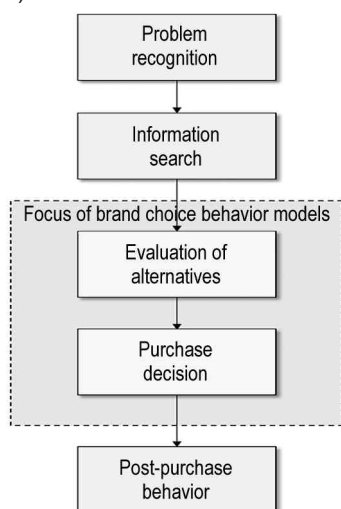 Problem
recognition
Information
search
Focus of brand choice behavior models
Evaluation of
alternatives
Purchase
decision
Post-purchase
behavior